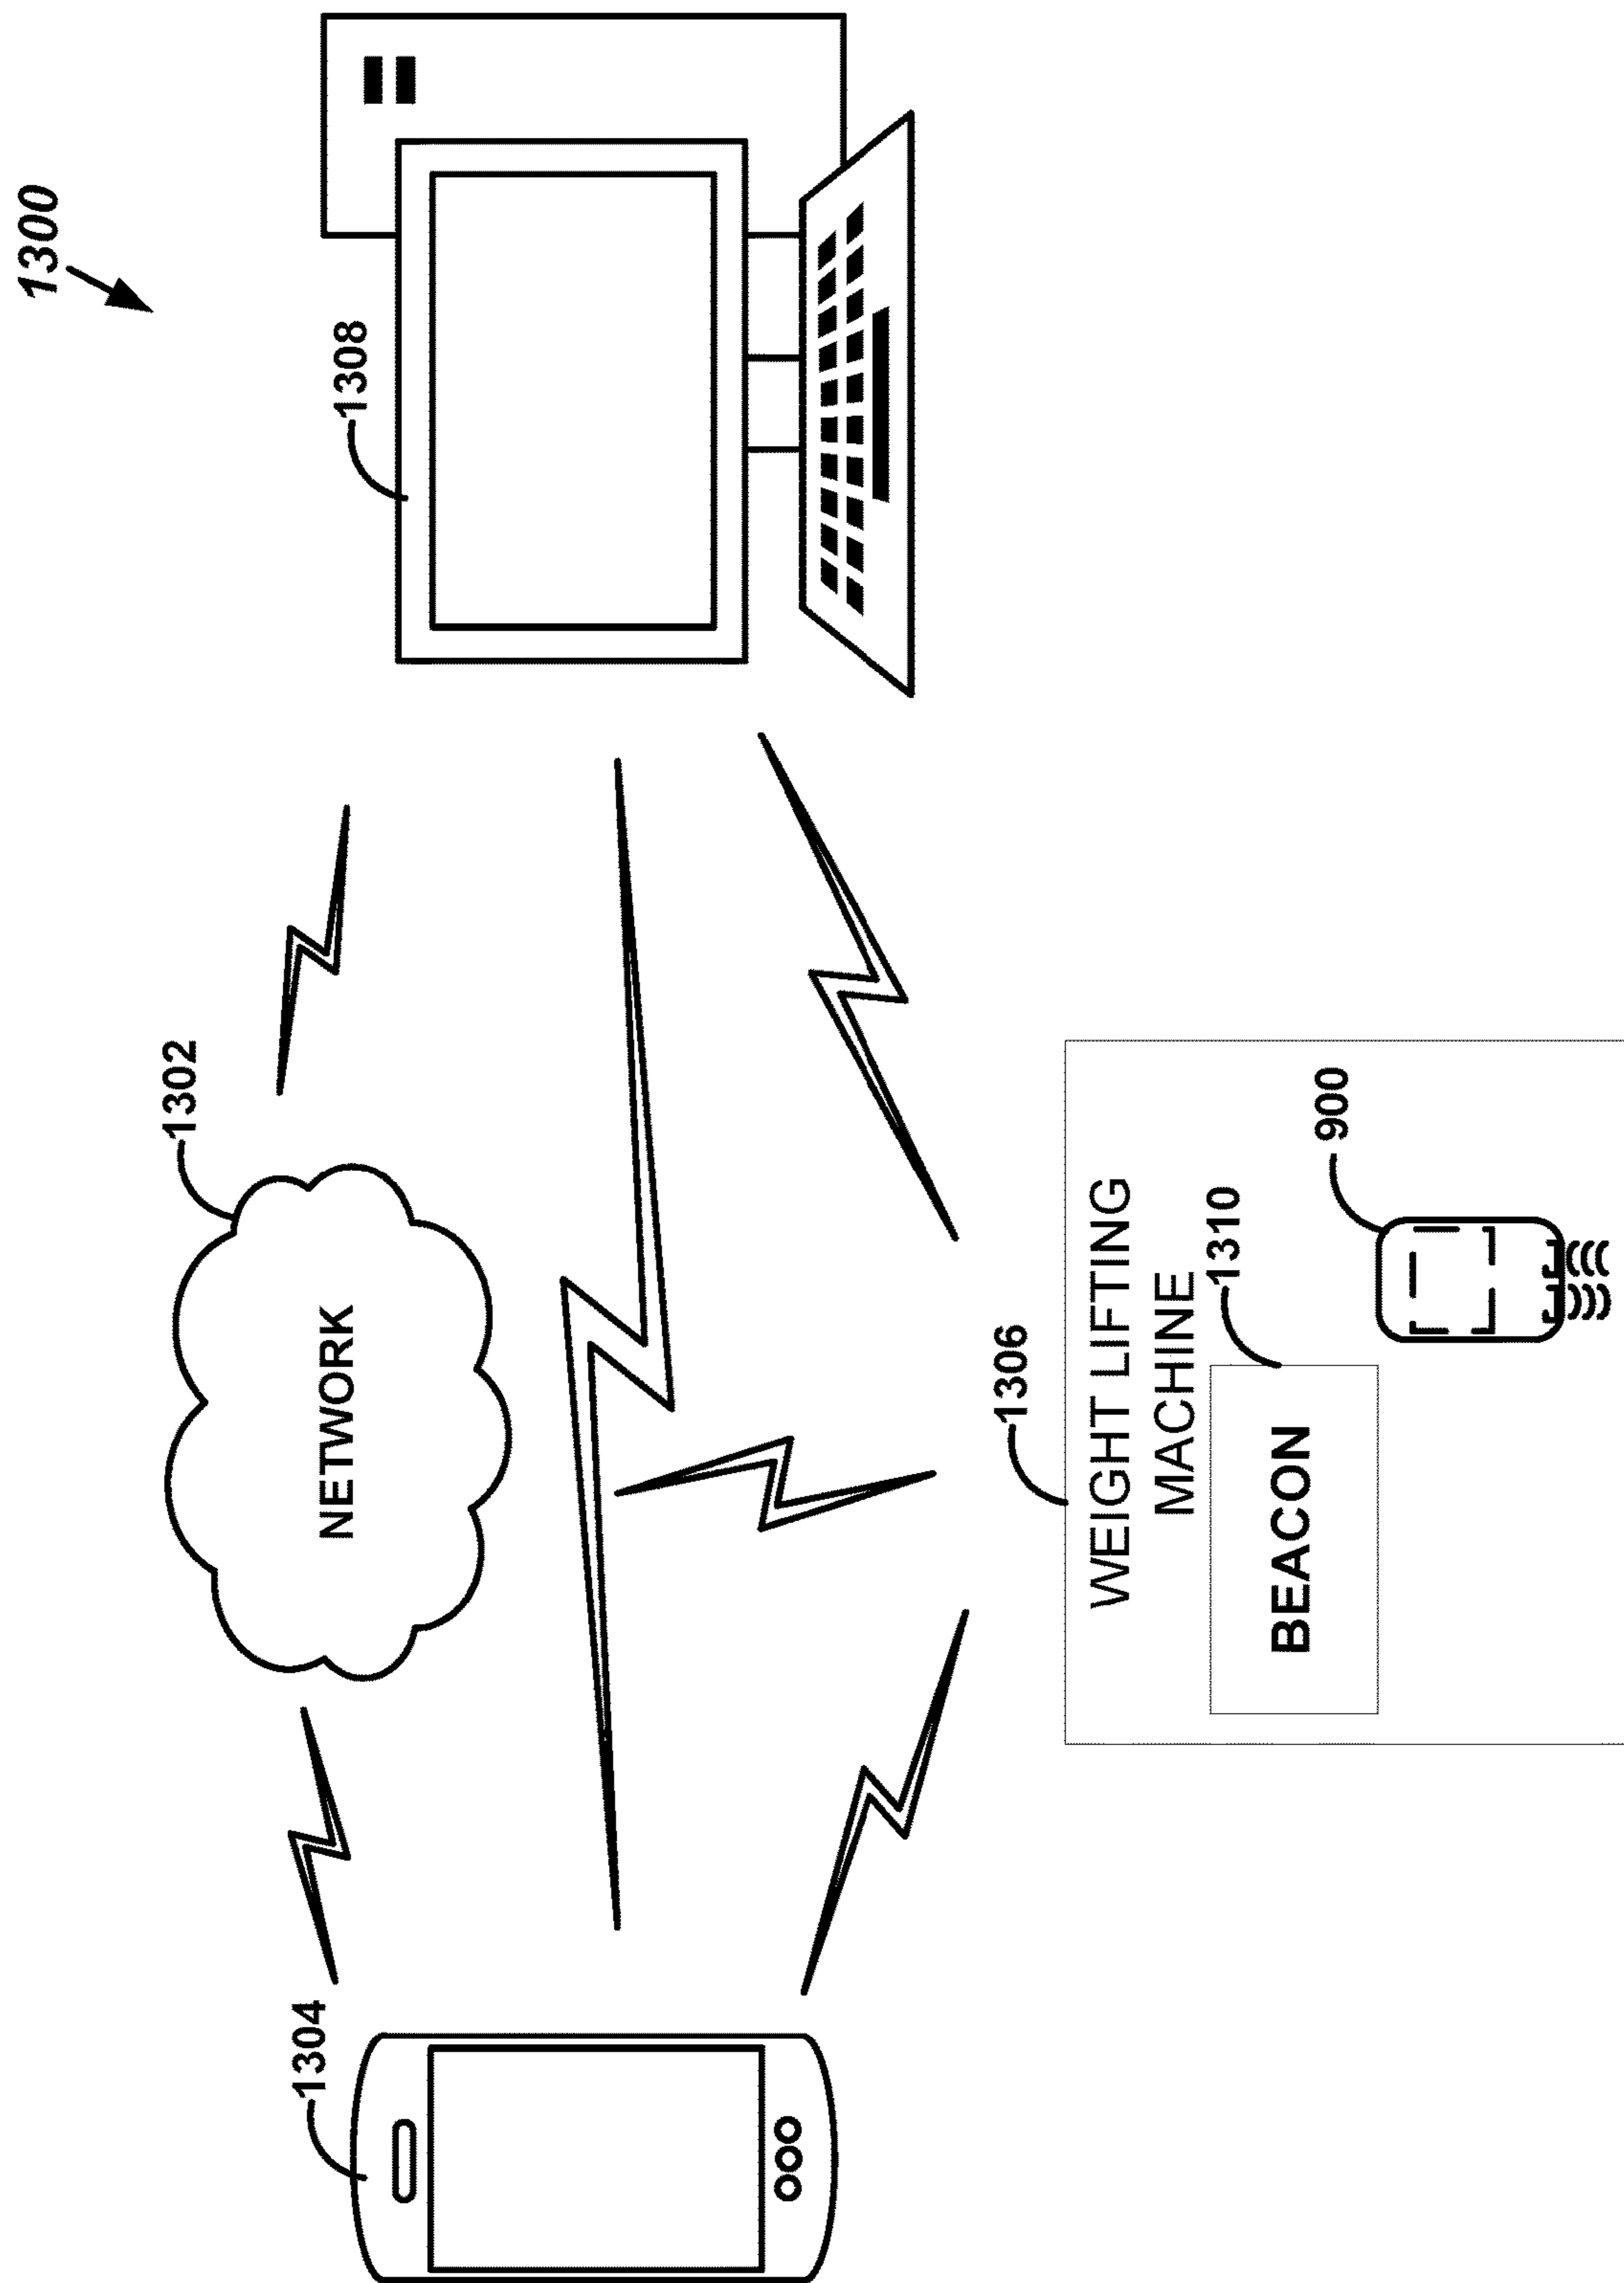 1300
1308
1302
NETWORK
1304
1306
WEIGHT LIFTING
MACHINE
1310
BEACON
900